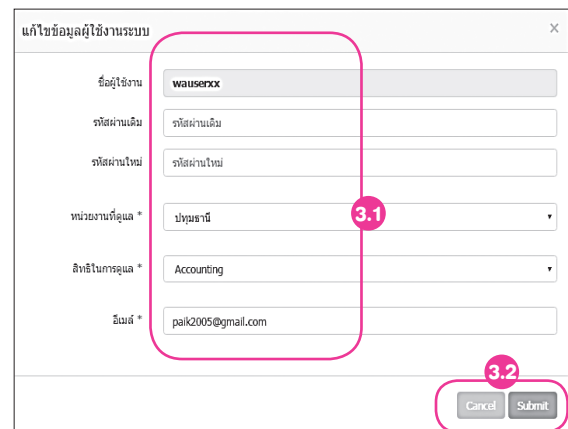 แก้ไขข้อมูลผู้ใช้งานระบบ ×
ชื่อผู้ใช้งาน wauserxx
รหัสผ่านเดิม รหัสผ่านเดิม
รหัสผ่านใหม่ รหัสผ่านใหม่
หน่วยงานที่ดูแล * ปทุมธานี 3.1
สิทธิในการดูแล * Accounting
อีเมล์ * paik2005@gmail.com
3.2
Cancel Submit